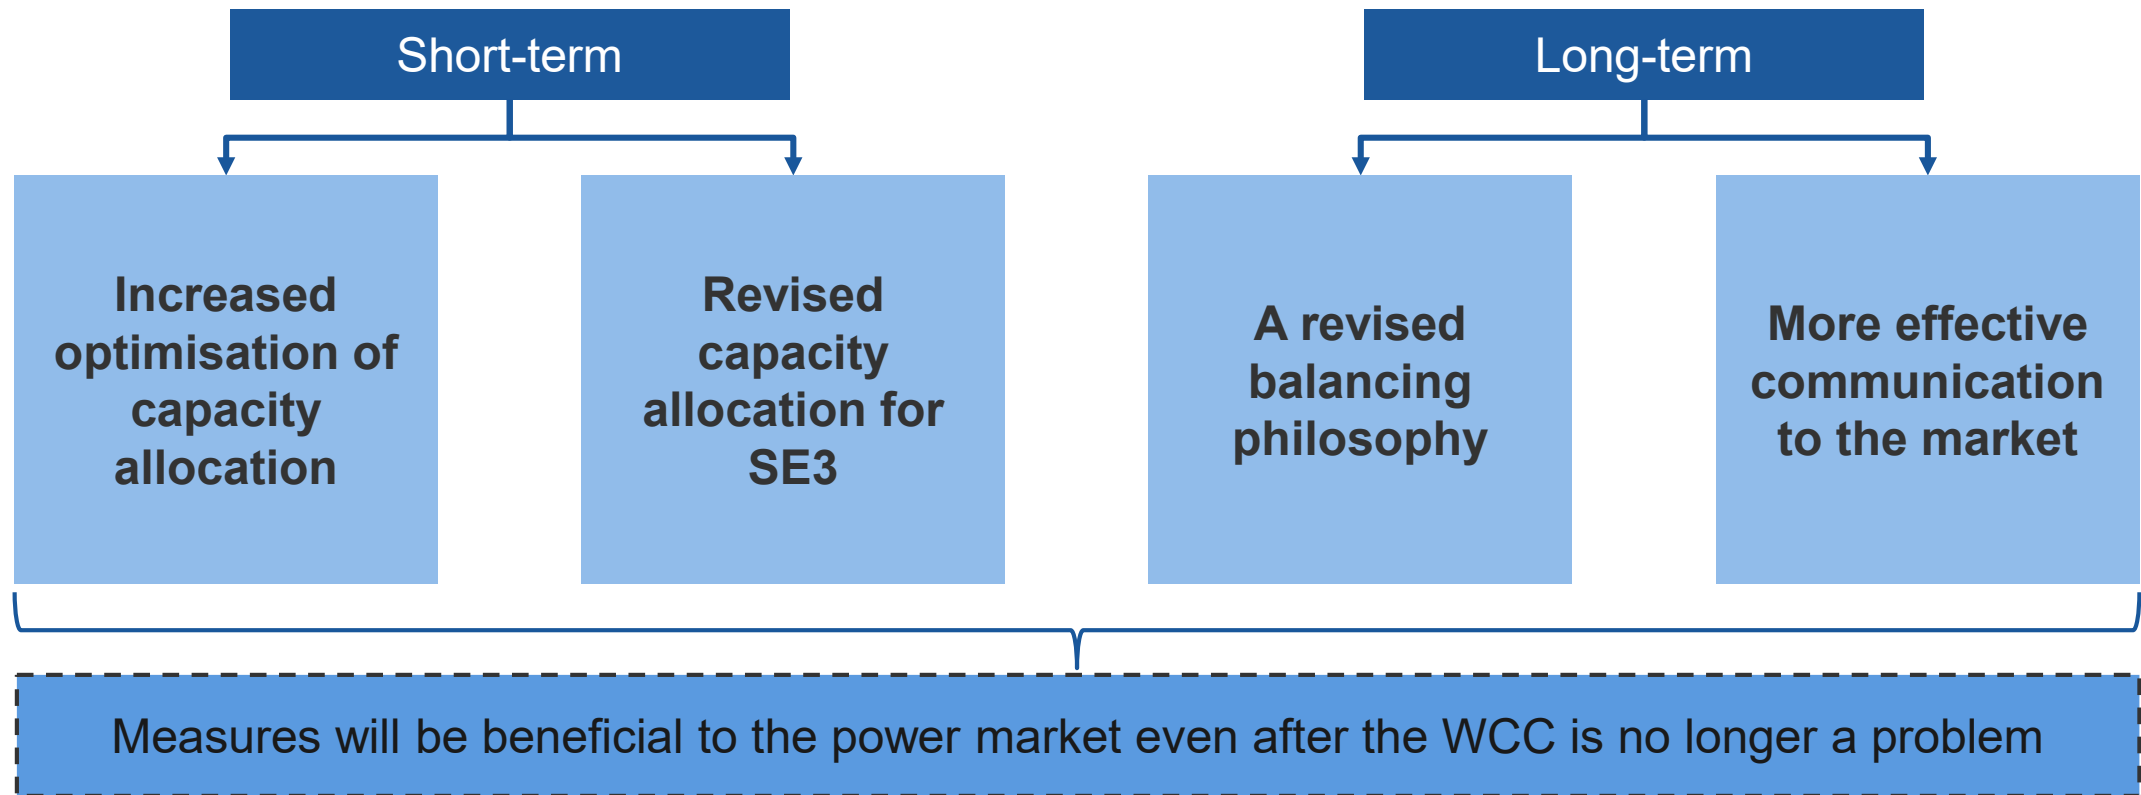 Short-term
Long-term
Increased
optimisation of
capacity
allocation
Revised
capacity
allocation for
SE3
A revised
balancing
philosophy
More effective
communication
to the market
Measures will be beneficial to the power market even after the WCC is no longer a problem